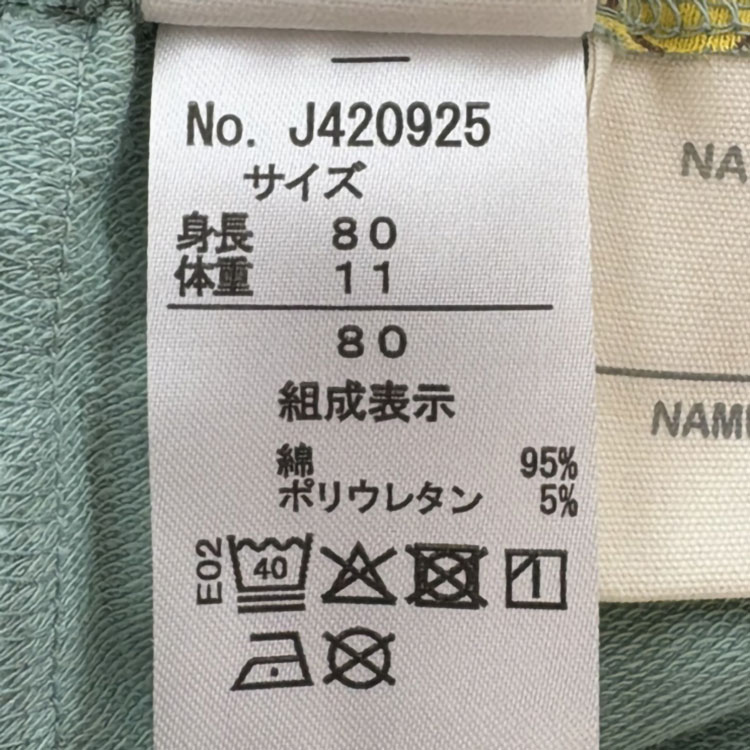 No. J420925
サイズ
身長 80
体重 11
80
組成表示
綿 95%
ポリウレタン 5%
E02
40
NA
NAM